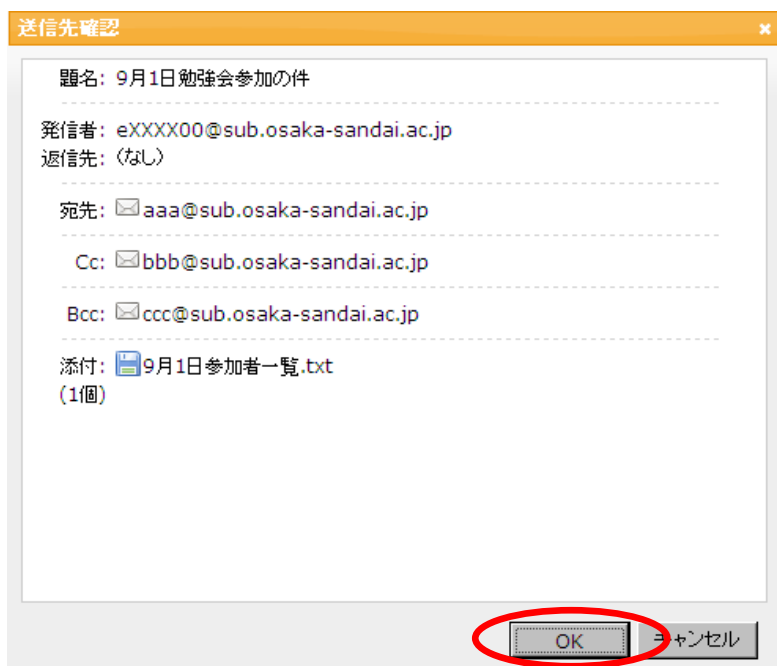 送信先確認
題名: 9月1日勉強会参加の件
発信者: eXXXX00@sub.osaka-sandai.ac.jp
返信先: (なし)
宛先: aaa@sub.osaka-sandai.ac.jp
Cc: bbb@sub.osaka-sandai.ac.jp
Bcc: ccc@sub.osaka-sandai.ac.jp
添付: 9月1日参加者一覧.txt
(1個)
OK キャンセル